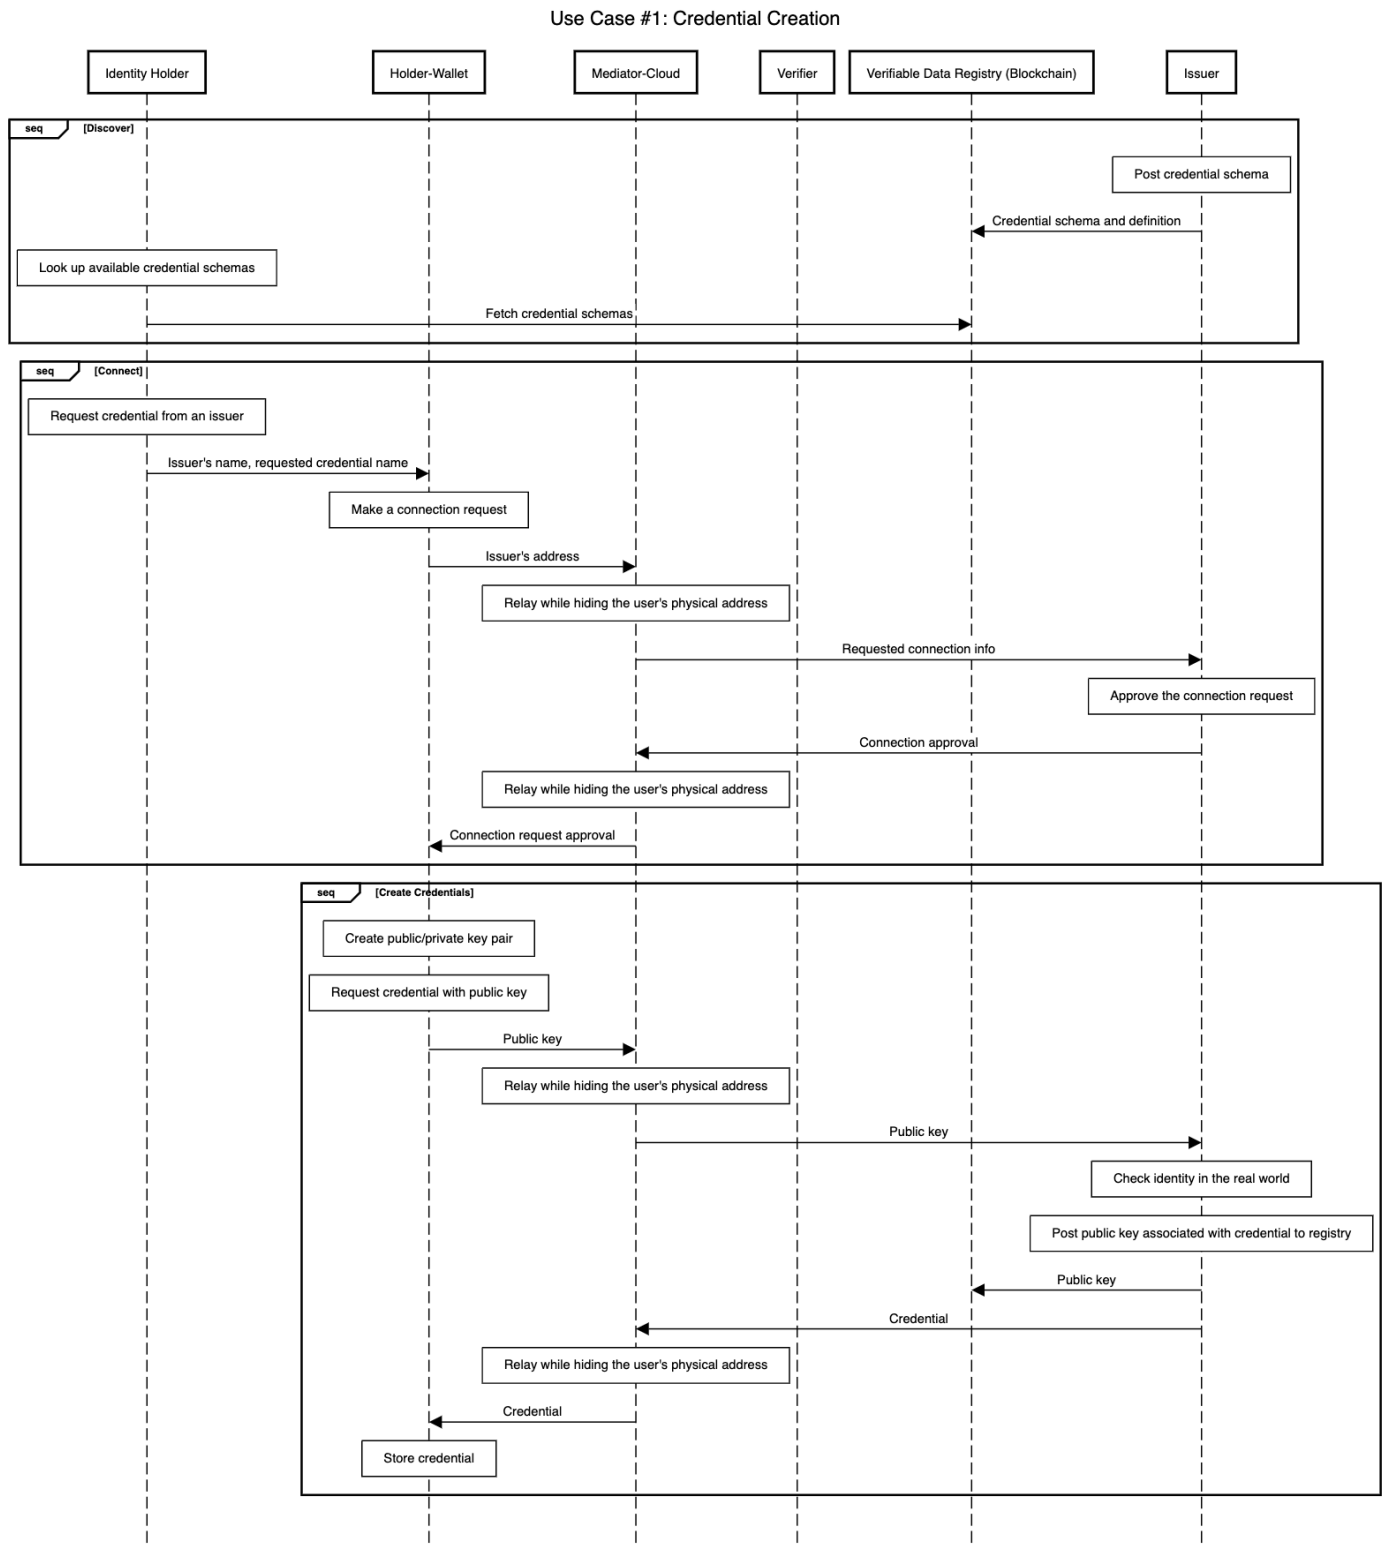 Use Case #1: Credential Creation
Identity Holder
Holder-Wallet
Mediator-Cloud
Verifier
Verifiable Data Registry (Blockchain)
Issuer
seq
[Discover]
Post credential schema
Credential schema and definition
Look up available credential schemas
Fetch credential schemas
seq
[Connect]
Request credential from an issuer
Issuer's name, requested credential name
Make a connection request
Issuer's address
Relay while hiding the user's physical address
Requested connection info
Approve the connection request
Connection approval
Relay while hiding the user's physical address
Connection request approval
seq
[Create Credentials]
Create public/private key pair
Request credential with public key
Public key
Relay while hiding the user's physical address
Public key
Check identity in the real world
Post public key associated with credential to registry
Public key
Credential
Relay while hiding the user's physical address
Credential
Store credential